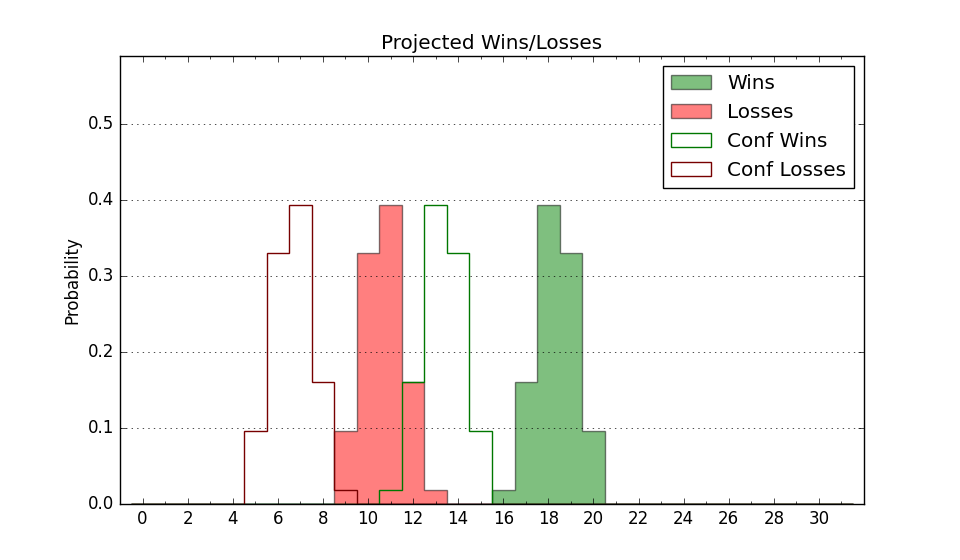 Projected Wins/Losses
Wins
Losses
Conf Wins
Conf Losses
Probability
0.5
0.4
0.3
0.2
0.1
0.0
0 2 4 6 8 10 12 14 16 18 20 22 24 26 28 30